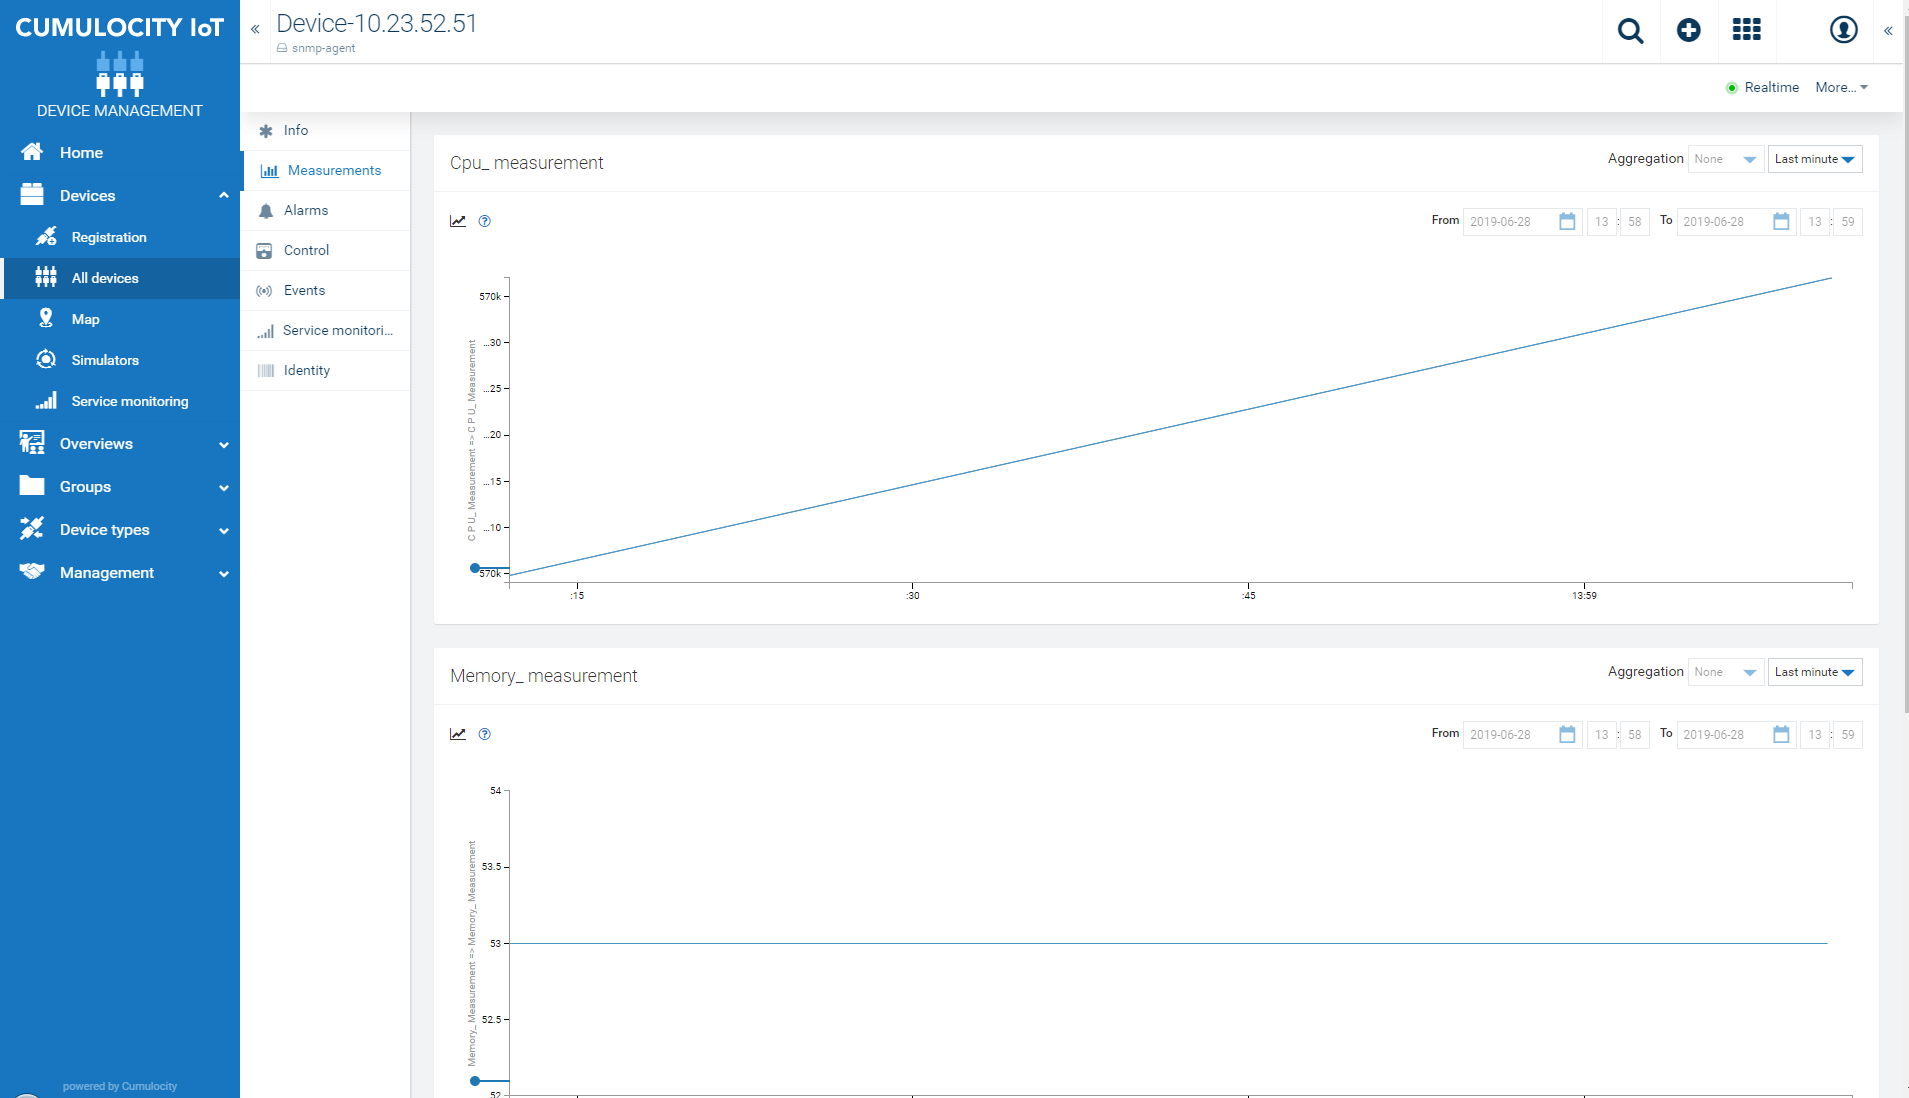 CUMULOCITY IoT
DEVICE MANAGEMENT
Home
Devices
Registration
All devices
Map
Simulators
Service monitoring
Overviews
Groups
Device types
Management
powered by Cumulocity
«
Device-10.23.52.51
snmp-agent
«
Realtime More...
Info
Measurements
Alarms
Control
Events
Service monitori...
Identity
Cpu_ measurement
Aggregation None Last minute
?
From 2019-06-28 13 : 58 To 2019-06-28 13 : 59
C P U_ Measurement => C P U_ Measurement
570k
...30
...25
...20
...15
...10
570k
:15 :30 :45 13:59
Memory_ measurement
Aggregation None Last minute
?
From 2019-06-28 13 : 58 To 2019-06-28 13 : 59
Memory_ Measurement => Memory_ Measurement
54
53.5
53
52.5
52